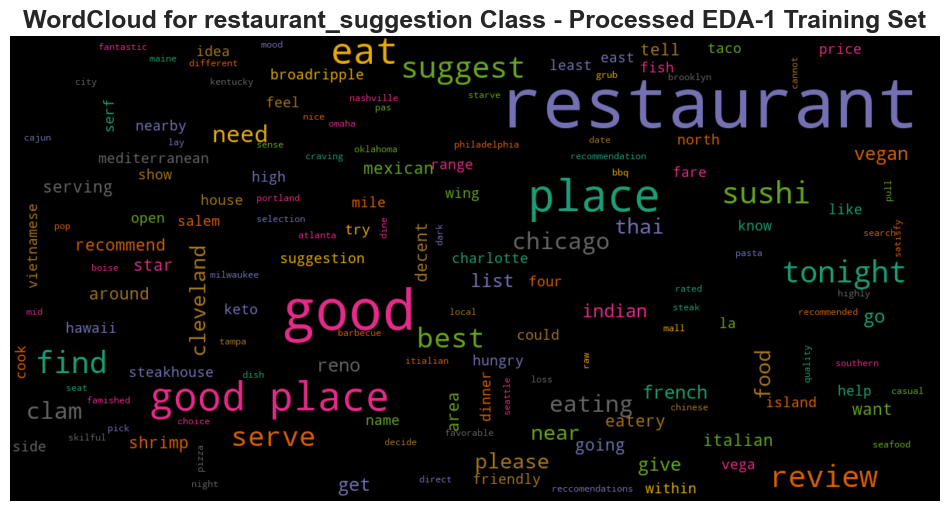 WordCloud for restaurant_suggestion Class - Processed EDA-1 Training Set
fantastic
mood
idea
different
maine
eat
suggest
least
east
tell
fish
taco
price
city
kentucky
broadripple
grub
brooklyn
cannot
restaurant
serf
feel
nashville
pas
starve
nice
omaha
cajun
nearby
lay
need
sense
oklahoma
philadelphia
date
north
vegan
mediterranean
craving
recommendation
bbq
fare
serving
show
high
mexican
range
wing
place
sushi
pull
house
portland
mile
vietnamese
pop
open
salem
selection
try
dine
dark
decent
chicago
thai
know
like
search
satisfy
recommend
atlanta
suggestion
charlotte
pasta
boise
star
cleveland
milwaukee
list
four
rated
steak
tonight
highly
mid
around
keto
good
local
indian
recommended
go
hawaii
tampa
barbecue
best
could
mall
la
cook
find
steakhouse
dish
reno
itialian
hungry
raw
food
quality
southern
seat
famished
good place
dinner
seattle
loss
french
chinese
island
help
casual
clam
choice
name
area
eating
eatery
want
side
skilful
pick
shrimp
serve
decide
favorable
near
going
italian
seafood
pizza
night
get
direct
please
friendly
reccomendations
give
within
vega
review